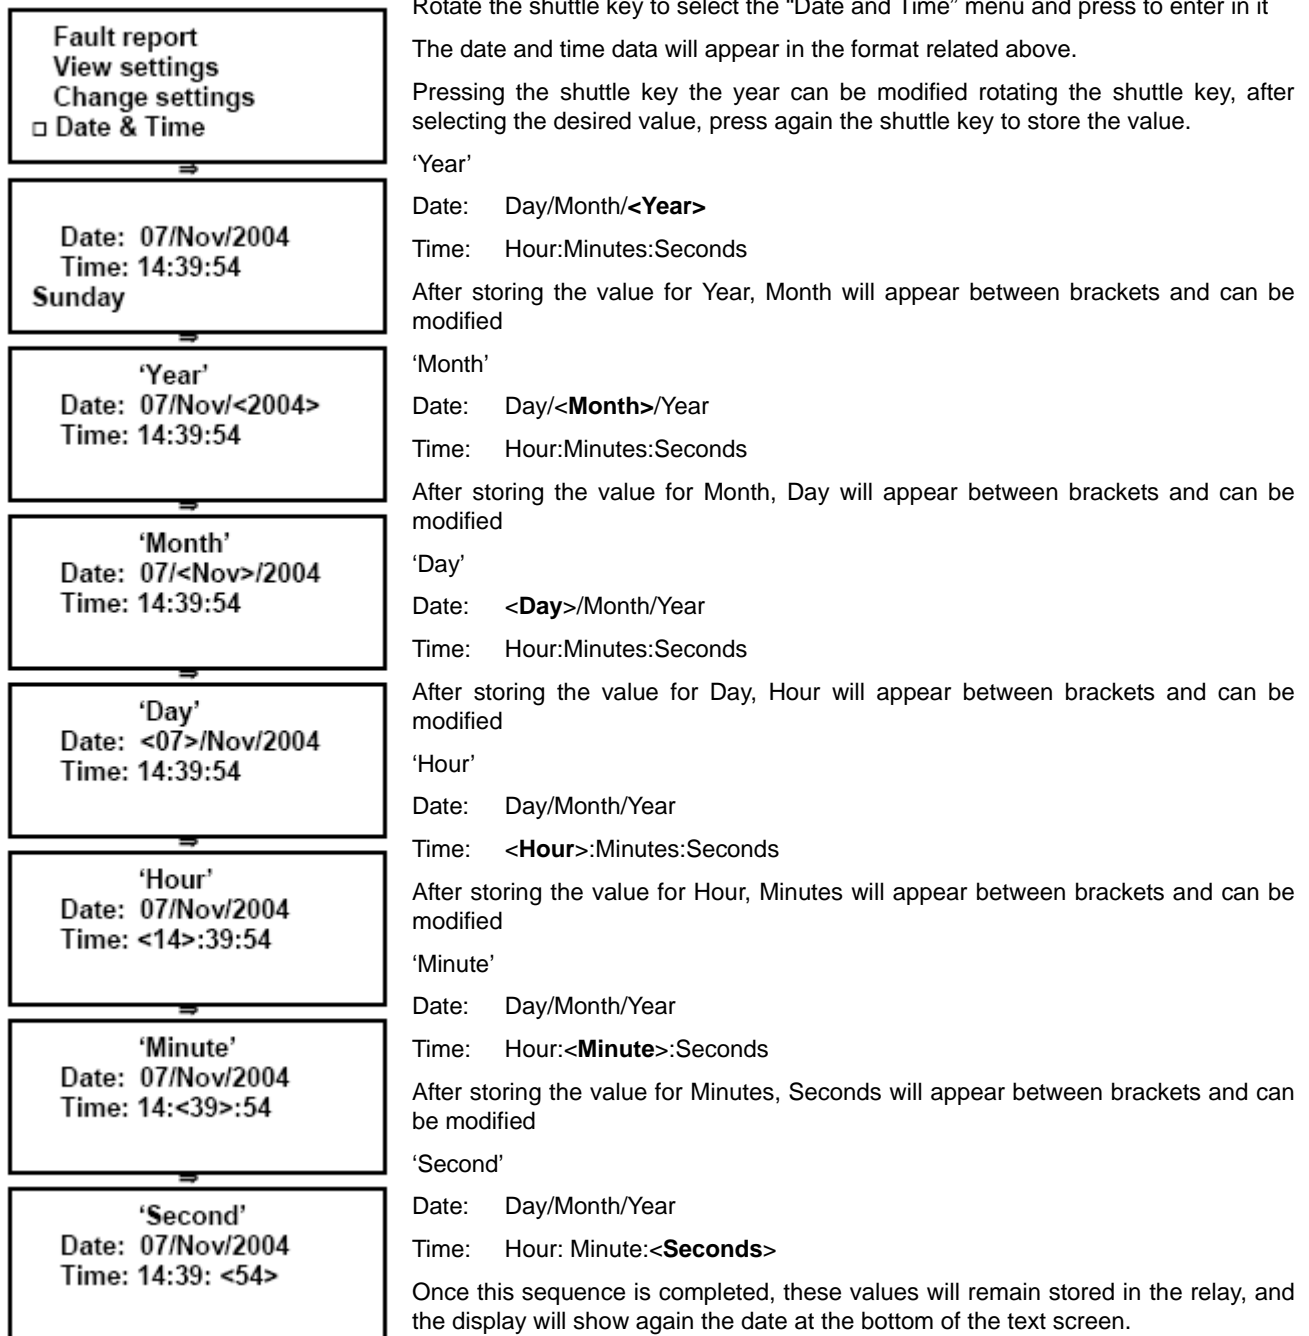 Fault report
View settings
Change settings
□ Date & Time
⇒
Date: 07/Nov/2004
Time: 14:39:54
Sunday
⇒
‘Year’
Date: 07/Nov/<2004>
Time: 14:39:54
⇒
‘Month’
Date: 07/<Nov>/2004
Time: 14:39:54
⇒
‘Day’
Date: <07>/Nov/2004
Time: 14:39:54
⇒
‘Hour’
Date: 07/Nov/2004
Time: <14>:39:54
⇒
‘Minute’
Date: 07/Nov/2004
Time: 14:<39>:54
⇒
‘Second’
Date: 07/Nov/2004
Time: 14:39: <54>
Rotate the shuttle key to select the “Date and Time” menu and press to enter in it
The date and time data will appear in the format related above.
Pressing the shuttle key the year can be modified rotating the shuttle key, after
selecting the desired value, press again the shuttle key to store the value.
‘Year’
Date: Day/Month/<Year>
Time: Hour:Minutes:Seconds
After storing the value for Year, Month will appear between brackets and can be
modified
‘Month’
Date: Day/<Month>/Year
Time: Hour:Minutes:Seconds
After storing the value for Month, Day will appear between brackets and can be
modified
‘Day’
Date: <Day>/Month/Year
Time: Hour:Minutes:Seconds
After storing the value for Day, Hour will appear between brackets and can be
modified
‘Hour’
Date: Day/Month/Year
Time: <Hour>:Minutes:Seconds
After storing the value for Hour, Minutes will appear between brackets and can be
modified
‘Minute’
Date: Day/Month/Year
Time: Hour:<Minute>:Seconds
After storing the value for Minutes, Seconds will appear between brackets and can
be modified
‘Second’
Date: Day/Month/Year
Time: Hour: Minute:<Seconds>
Once this sequence is completed, these values will remain stored in the relay, and
the display will show again the date at the bottom of the text screen.